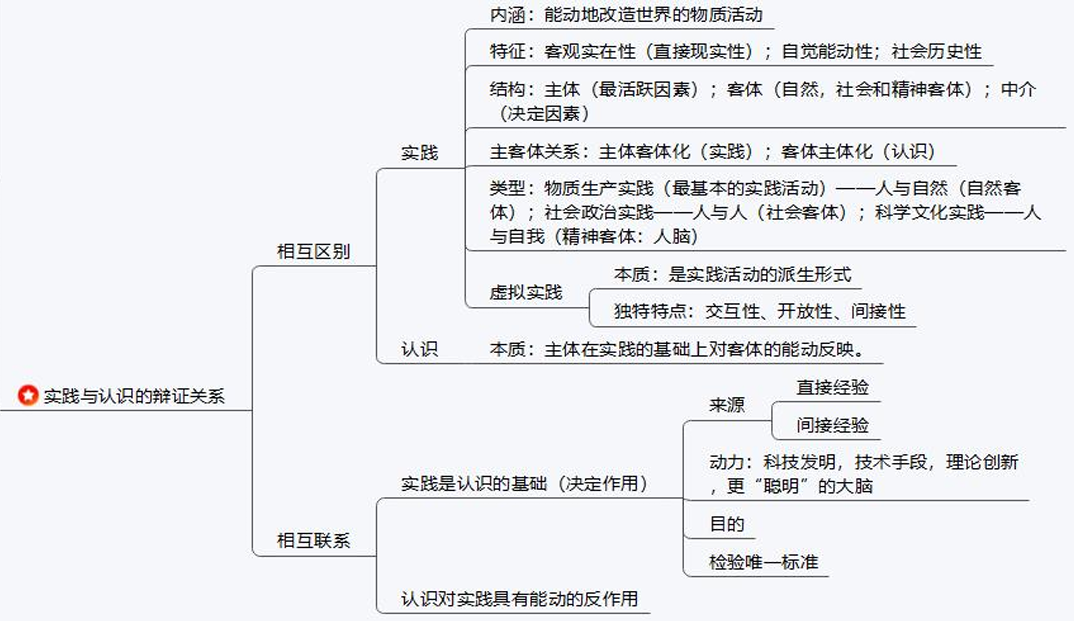 内涵：能动地改造世界的物质活动
特征：客观实在性（直接现实性）；自觉能动性；社会历史性
结构：主体（最活跃因素）；客体（自然，社会和精神客体）；中介
（决定因素）
实践
主客体关系：主体客体化（实践）；客体主体化（认识）
类型：物质生产实践（最基本的实践活动）——人与自然（自然客
体）；社会政治实践——人与人（社会客体）；科学文化实践——人
与自我（精神客体：人脑）
相互区别
虚拟实践
本质：是实践活动的派生形式
独特特点：交互性、开放性、间接性
认识
本质：主体在实践的基础上对客体的能动反映。
实践与认识的辩证关系
来源
直接经验
间接经验
动力：科技发明，技术手段，理论创新
，更“聪明”的大脑
实践是认识的基础（决定作用）
目的
相互联系
检验唯一标准
认识对实践具有能动的反作用